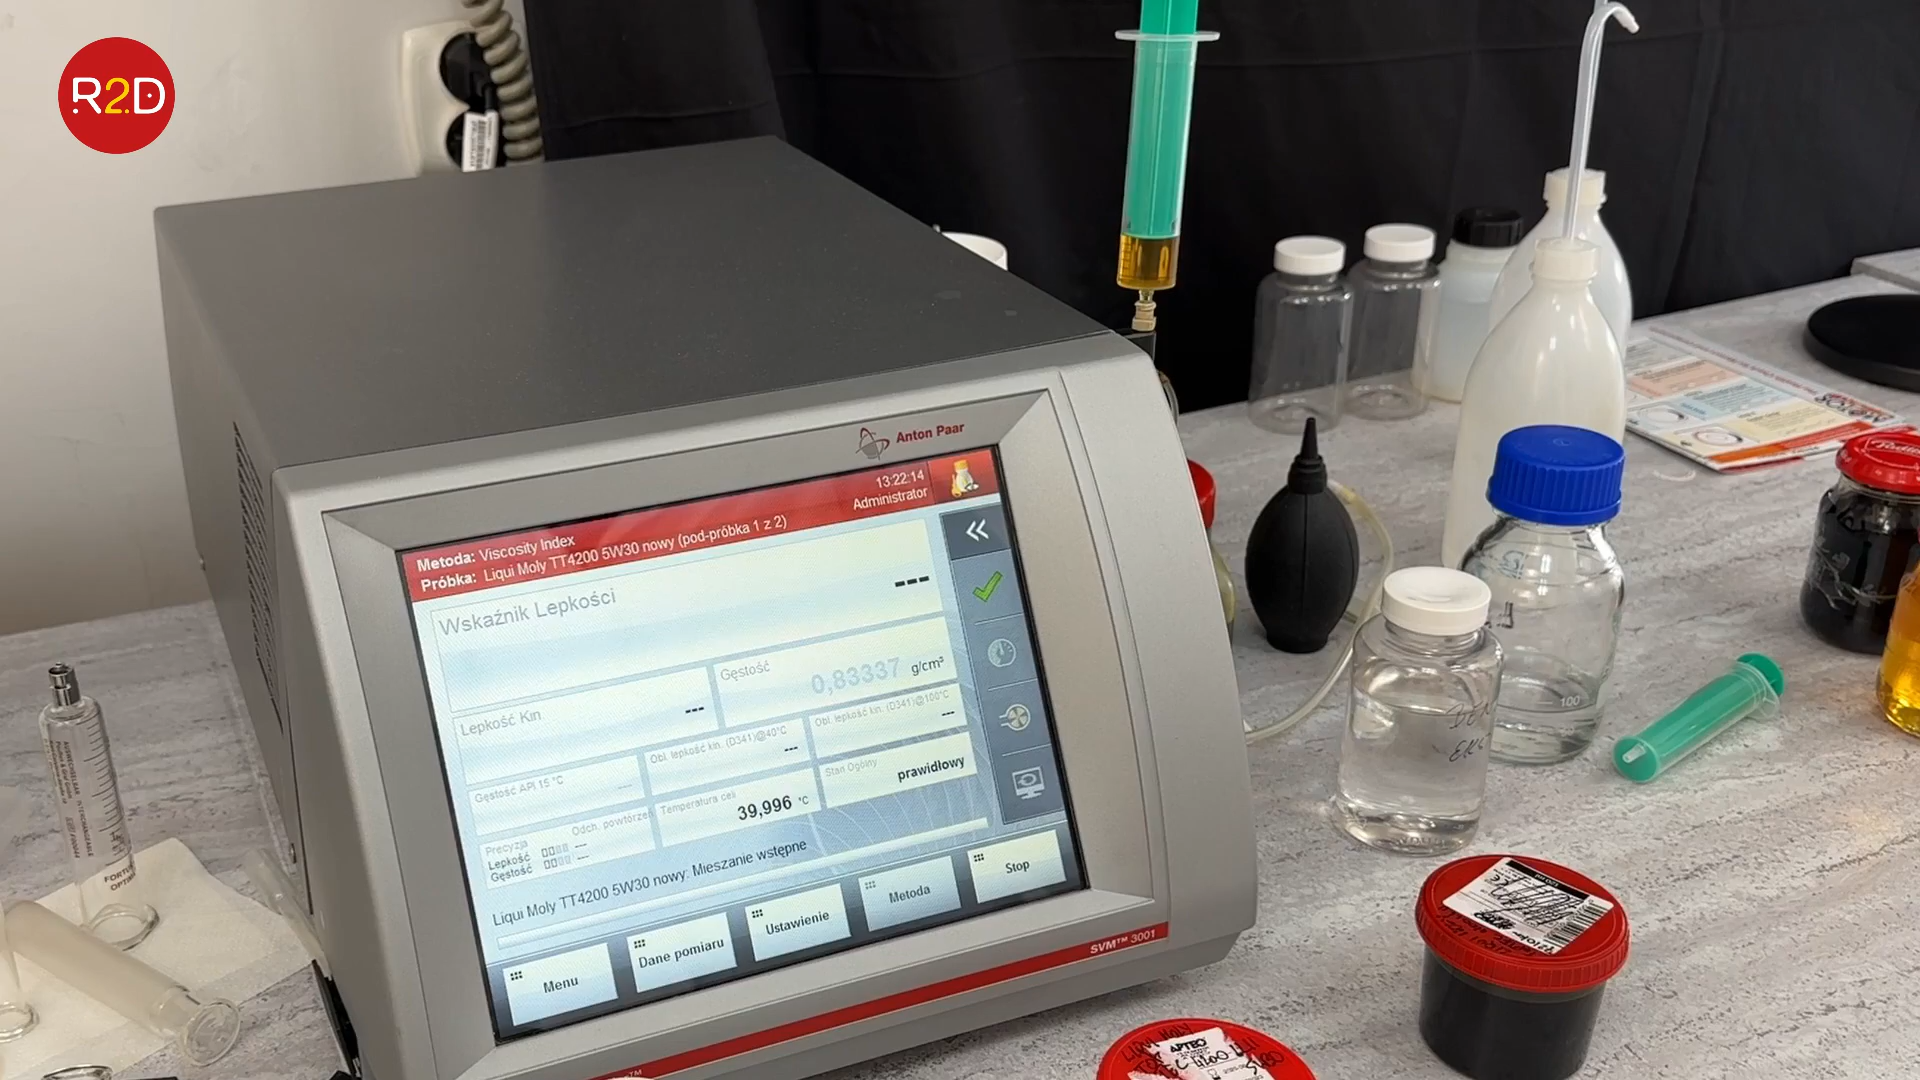 R2D
Anton Paar
13:22:14
Administrator
Metoda: Viscosity Index
Próbka: Liqui Moly TT4200 5W30 nowy (pod-próbka 1 z 2)
Wskaźnik Lepkości
---
Lepkość Kin
---
Gęstość
0,83337 g/cm³
Gęstość API 15 °C
---
Obl. lepkość kin. (D341)@40°C
---
Obl. lepkość kin. (D341)@100°C
---
Precyzja
Odch. powtórzeń
Lepkość ---
Gęstość ---
Temperatura celi
39,996 °C
Stan Ogólny
prawidłowy
Liqui Moly TT4200 5W30 nowy: Mieszanie wstępne
Menu
Dane pomiaru
Ustawienie
Metoda
Stop
SVM™ 3001
100
APTEO